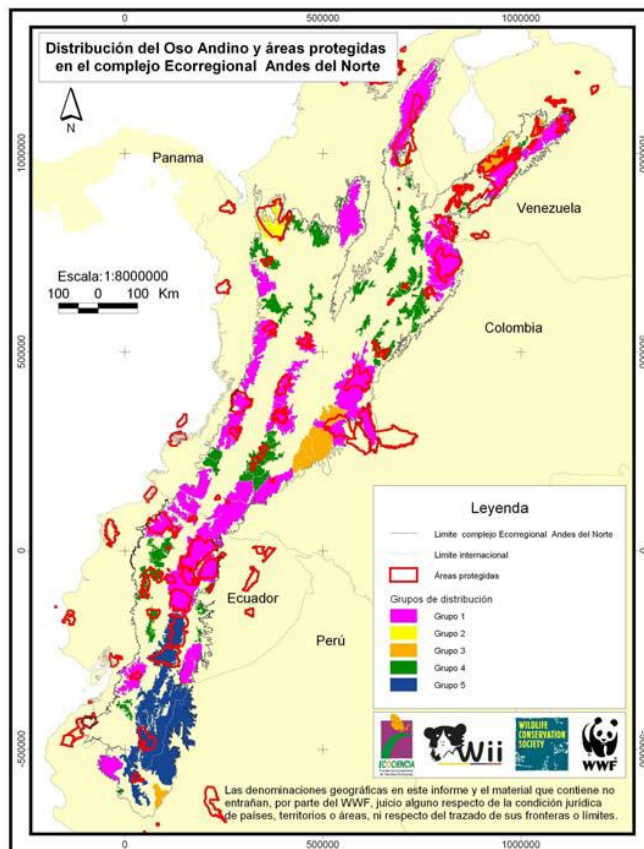 0 500000 1000000
Distribución del Oso Andino y áreas protegidas
en el complejo Ecorregional Andes del Norte
N
1000000
1000000
Panama
Venezuela
Escala: 1:8000000
100 0 100 Km
Colombia
500000
500000
Leyenda
Limite complejo Ecorregional Andes del Norte
Limite internacional
Áreas protegidas
Grupos de distribución
Grupo 1
Grupo 2
Grupo 3
Grupo 4
Grupo 5
0
0
Ecuador
Perú
-500000
-500000
ECOCIENCIA
Wii
WILDLIFE
CONSERVATION
SOCIETY
WWF
Las denominaciones geográficas en este informe y el material que contiene no
entrañan, por parte del WWF, juicio alguno respecto de la condición jurídica
de países, territorios o áreas, ni respecto del trazado de sus fronteras o límites.
0 500000 1000000